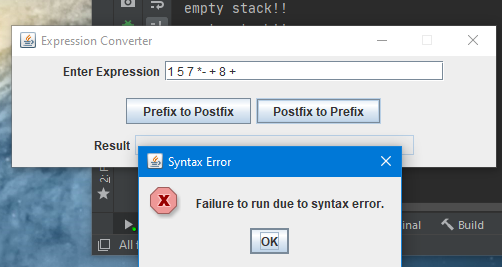 empty stack!!
Expression Converter
Enter Expression 1 5 7 *- + 8 +
Prefix to Postfix Postfix to Prefix
Result
Syntax Error
Failure to run due to syntax error.
OK
2: F
Build
All f